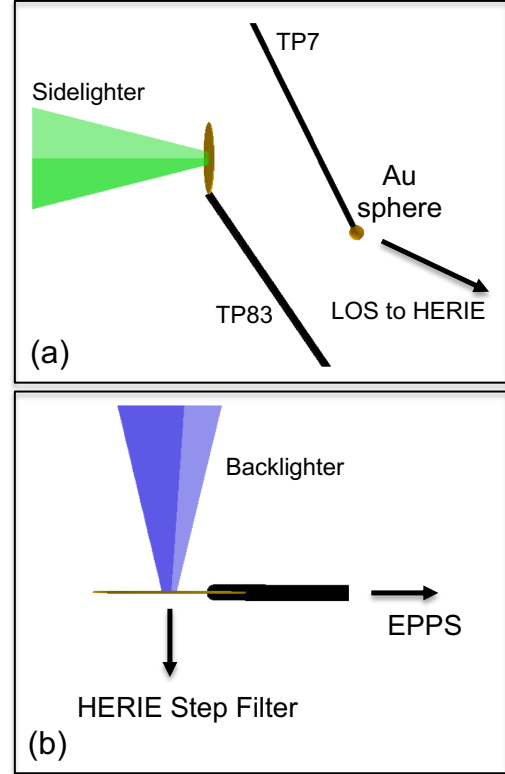 TP7
Sidelighter
Au
sphere
LOS to HERIE
TP83
(a)
Backlighter
EPPS
HERIE Step Filter
(b)